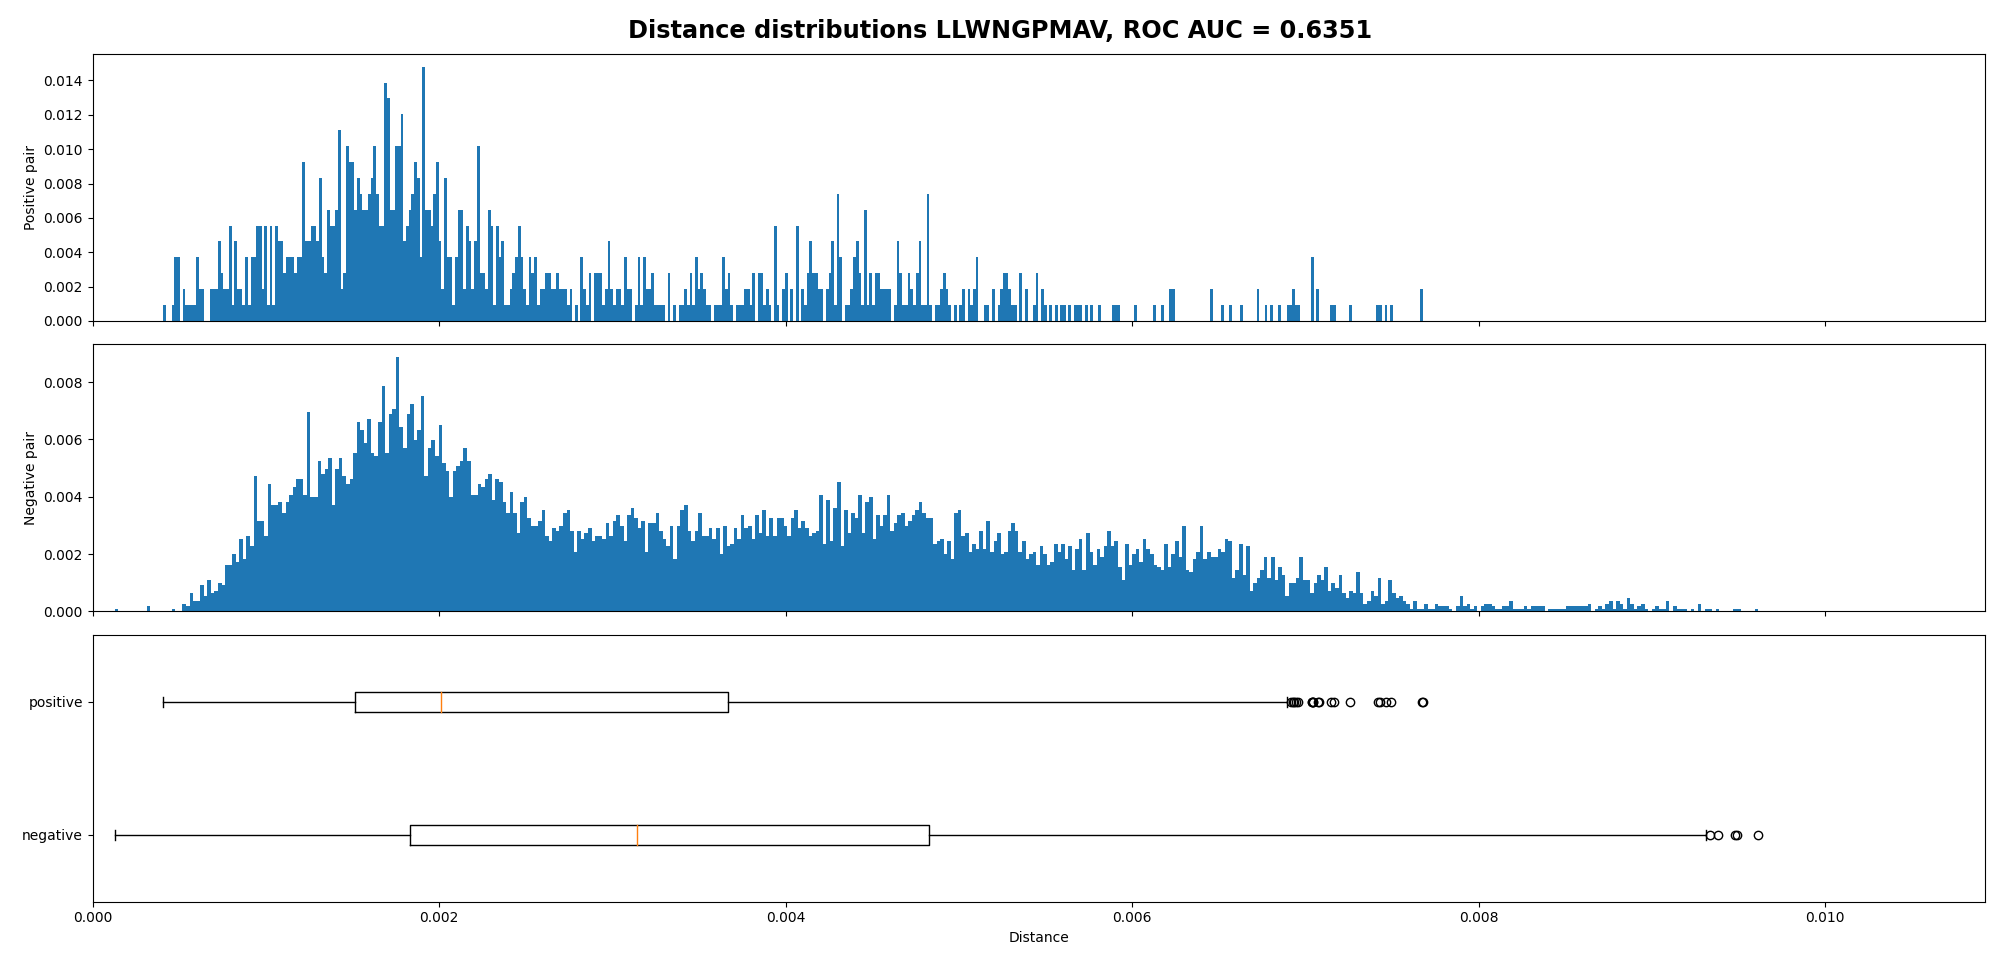 Distance distributions LLWNGPMAV, ROC AUC = 0.6351
0.014
0.012
0.010
0.008
0.006
0.004
0.002
0.000
Positive pair
0.008
0.006
0.004
0.002
0.000
Negative pair
positive
negative
0.000 0.002 0.004 0.006 0.008 0.010
Distance